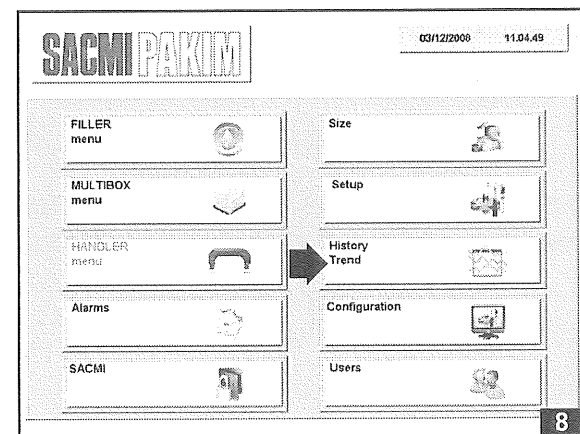 SACMI PAKIM
03/12/2008 11.04.49
FILLER
menu
MULTIBOX
menu
HANDLER
menu
Alarms
SACMI
Size
Setup
History
Trend
Configuration
Users
8